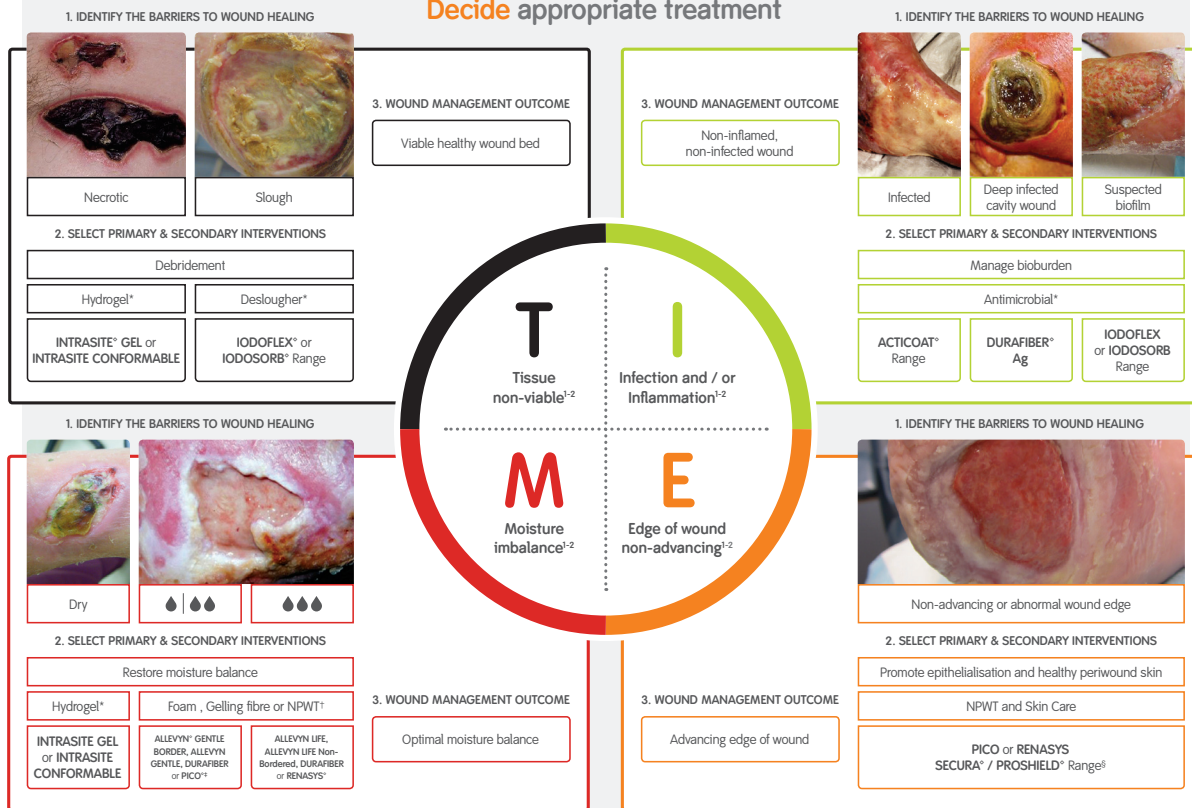 Decide appropriate treatment
1. IDENTIFY THE BARRIERS TO WOUND HEALING
Necrotic
Slough
2. SELECT PRIMARY & SECONDARY INTERVENTIONS
Debridement
Hydrogel*
Deslougher*
INTRASITE° GEL or
INTRASITE CONFORMABLE
IODOFLEX° or
IODOSORB° Range
3. WOUND MANAGEMENT OUTCOME
Viable healthy wound bed
1. IDENTIFY THE BARRIERS TO WOUND HEALING
3. WOUND MANAGEMENT OUTCOME
Non-inflamed,
non-infected wound
Infected
Deep infected
cavity wound
Suspected
biofilm
2. SELECT PRIMARY & SECONDARY INTERVENTIONS
Manage bioburden
Antimicrobial*
ACTICOAT°
Range
DURAFIBER°
Ag
IODOFLEX
or IODOSORB
Range
T
Tissue
non-viable1-2
I
Infection and / or
Inflammation1-2
M
Moisture
imbalance1-2
E
Edge of wound
non-advancing1-2
1. IDENTIFY THE BARRIERS TO WOUND HEALING
Dry
2. SELECT PRIMARY & SECONDARY INTERVENTIONS
Restore moisture balance
Hydrogel*
Foam , Gelling fibre or NPWT†
INTRASITE GEL
or INTRASITE
CONFORMABLE
ALLEVYN° GENTLE
BORDER, ALLEVYN
GENTLE, DURAFIBER
or PICO°‡
ALLEVYN LIFE,
ALLEVYN LIFE Non-
Bordered, DURAFIBER
or RENASYS°
3. WOUND MANAGEMENT OUTCOME
Optimal moisture balance
1. IDENTIFY THE BARRIERS TO WOUND HEALING
Non-advancing or abnormal wound edge
2. SELECT PRIMARY & SECONDARY INTERVENTIONS
Promote epithelialisation and healthy periwound skin
NPWT and Skin Care
PICO or RENASYS
SECURA° / PROSHIELD° Range§
3. WOUND MANAGEMENT OUTCOME
Advancing edge of wound